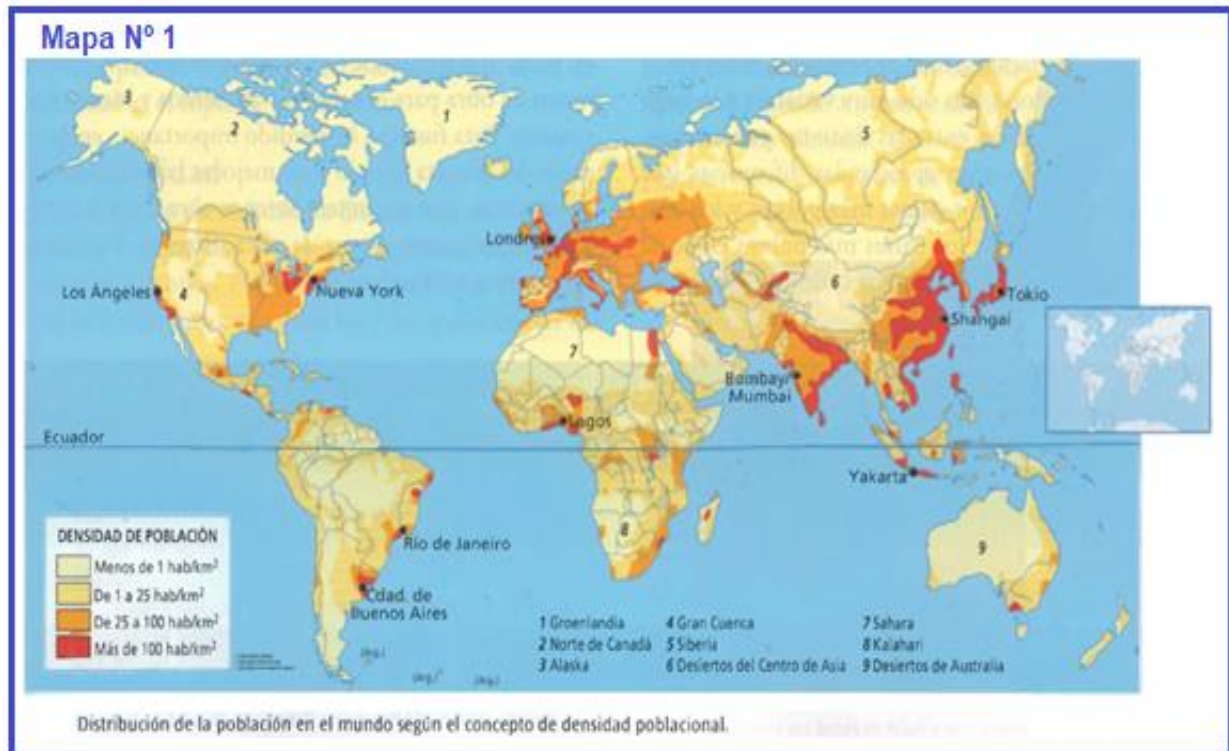 Mapa Nº 1
Londres
Los Ángeles
Nueva York
Tokio
Shangai
Bombay/
Mumbai
Lagos
Ecuador
Yakarta
Río de Janeiro
Cdad. de
Buenos Aires
DENSIDAD DE POBLACIÓN
Menos de 1 hab/km²
De 1 a 25 hab/km²
De 25 a 100 hab/km²
Más de 100 hab/km²
(Arg.)
(Arg.)
(Arg.)
1 Groenlandia 4 Gran Cuenca 7 Sahara
2 Norte de Canadá 5 Siberia 8 Kalahari
3 Alaska 6 Desiertos del Centro de Asia 9 Desiertos de Australia
1
2
3
4
5
6
7
8
9
Distribución de la población en el mundo según el concepto de densidad poblacional.